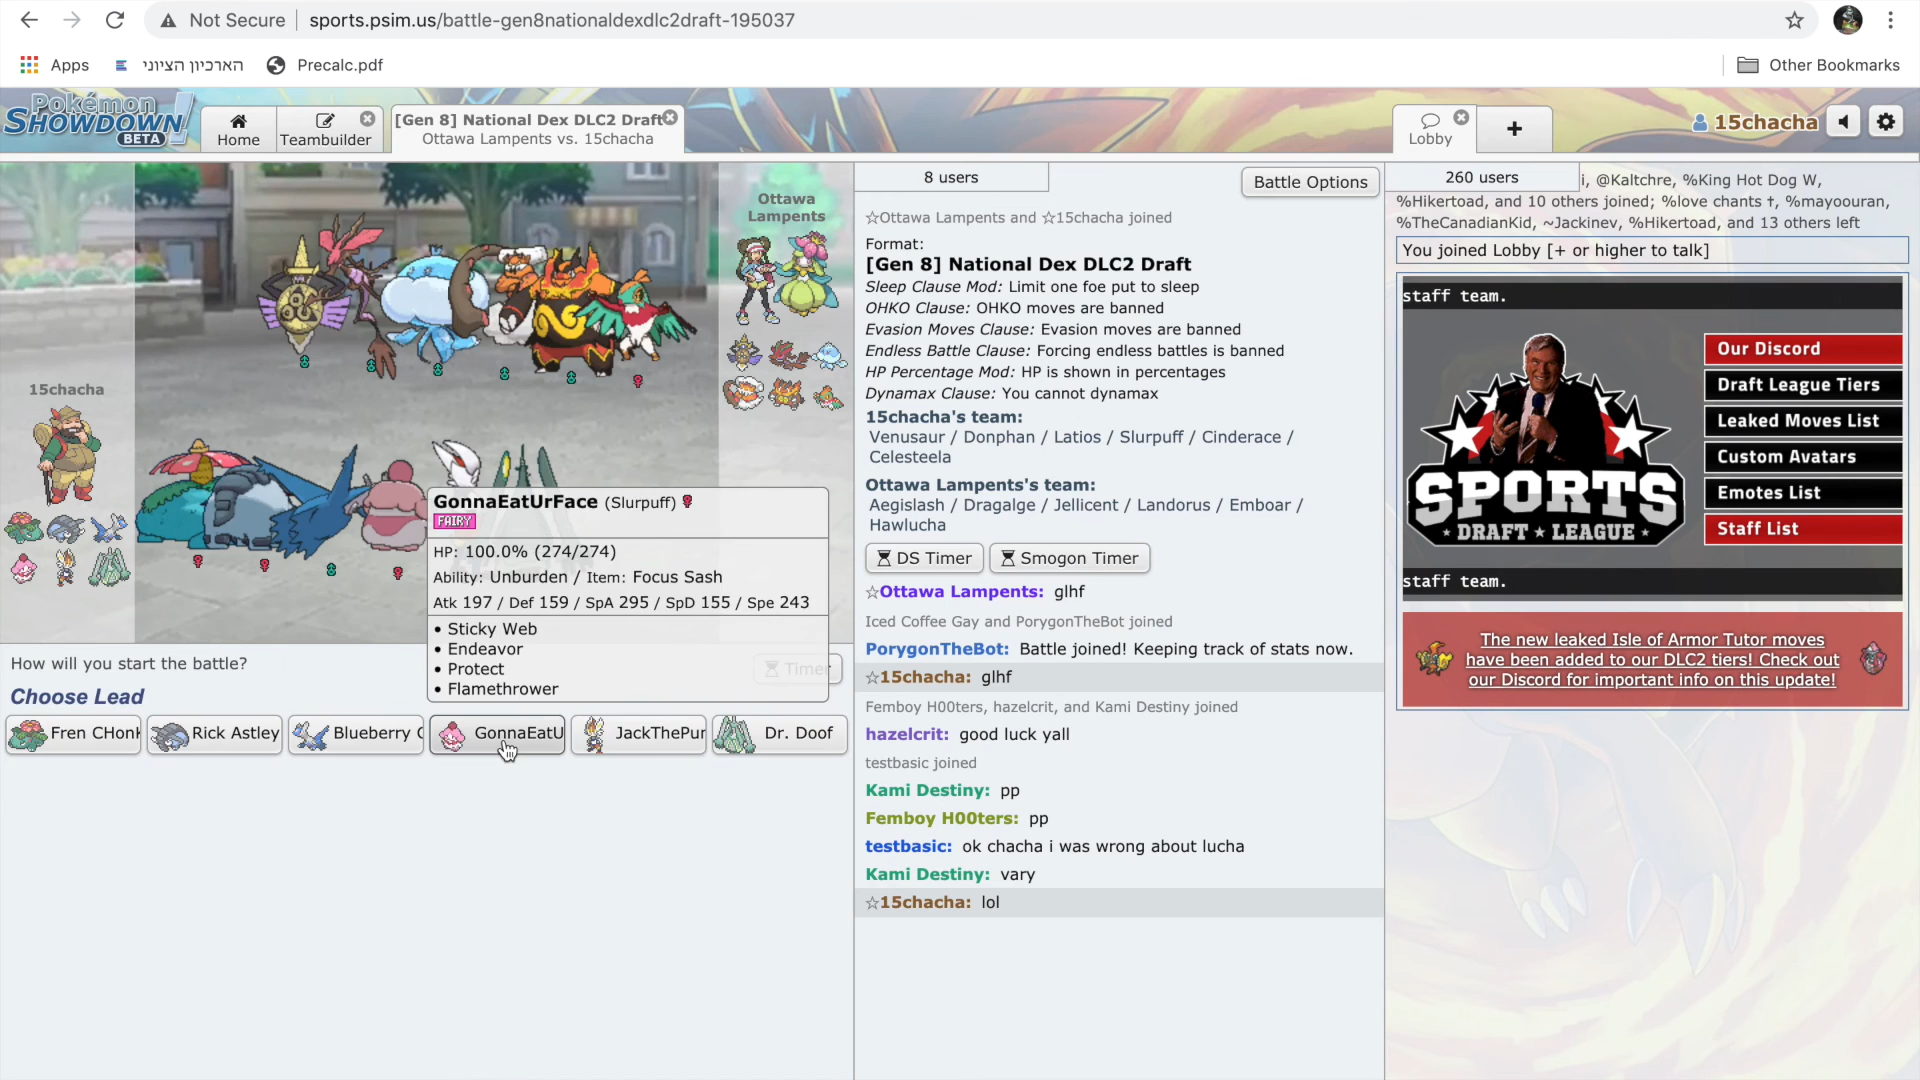 Not Secure | sports.psim.us/battle-gen8nationaldexdlc2draft-195037
Apps
הארכיון הציוני
Precalc.pdf
Other Bookmarks
Pokémon
SHOWDOWN
BETA
Home
Teambuilder
[Gen 8] National Dex DLC2 Draft
Ottawa Lampents vs. 15chacha
Lobby
+
15chacha
Ottawa
Lampents
15chacha
GonnaEatUrFace (Slurpuff)
FAIRY
HP: 100.0% (274/274)
Ability: Unburden / Item: Focus Sash
Atk 197 / Def 159 / SpA 295 / SpD 155 / Spe 243
• Sticky Web
• Endeavor
• Protect
• Flamethrower
How will you start the battle?
Timer
Choose Lead
Fren CHonk
Rick Astley
Blueberry C
GonnaEatU
JackThePur
Dr. Doof
8 users
Battle Options
☆Ottawa Lampents and ☆15chacha joined
Format:
[Gen 8] National Dex DLC2 Draft
Sleep Clause Mod: Limit one foe put to sleep
OHKO Clause: OHKO moves are banned
Evasion Moves Clause: Evasion moves are banned
Endless Battle Clause: Forcing endless battles is banned
HP Percentage Mod: HP is shown in percentages
Dynamax Clause: You cannot dynamax
15chacha's team:
Venusaur / Donphan / Latios / Slurpuff / Cinderace /
Celesteela
Ottawa Lampents's team:
Aegislash / Dragalge / Jellicent / Landorus / Emboar /
Hawlucha
DS Timer
Smogon Timer
☆Ottawa Lampents: glhf
Iced Coffee Gay and PorygonTheBot joined
PorygonTheBot: Battle joined! Keeping track of stats now.
☆15chacha: glhf
Femboy H00ters, hazelcrit, and Kami Destiny joined
hazelcrit: good luck yall
testbasic joined
Kami Destiny: pp
Femboy H00ters: pp
testbasic: ok chacha i was wrong about lucha
Kami Destiny: vary
☆15chacha: lol
260 users
i, @Kaltchre, %King Hot Dog W,
%Hikertoad, and 10 others joined; %love chants †, %mayoouran,
%TheCanadianKid, ~Jackinev, %Hikertoad, and 13 others left
You joined Lobby [+ or higher to talk]
staff team.
Our Discord
Draft League Tiers
Leaked Moves List
Custom Avatars
Emotes List
Staff List
SPORTS
DRAFT ★ LEAGUE
staff team.
The new leaked Isle of Armor Tutor moves
have been added to our DLC2 tiers! Check out
our Discord for important info on this update!